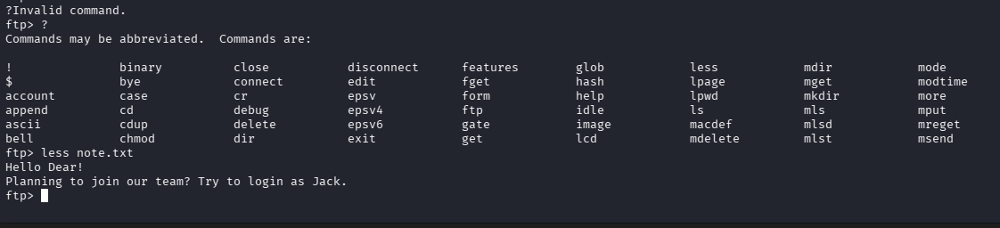 ?Invalid command.
ftp> ?
Commands may be abbreviated.  Commands are:

!               binary          close           disconnect      features        glob            less            mdir            mode
$               bye             connect         edit            fget            hash            lpage           mget            modtime
account         case            cr              epsv            form            help            lpwd            mkdir           more
append          cd              debug           epsv4           ftp             idle            ls              mls             mput
ascii           cdup            delete          epsv6           gate            image           macdef          mlsd            mreget
bell            chmod           dir             exit            get             lcd             mdelete         mlst            msend
ftp> less note.txt
Hello Dear!
Planning to join our team? Try to login as Jack.
ftp>